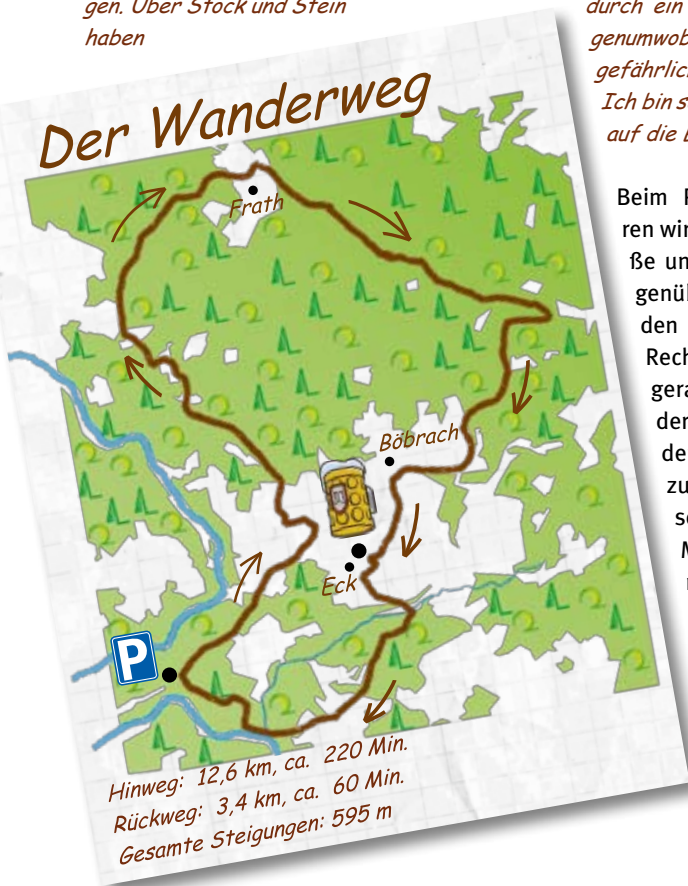 gen. Über Stock und Stein
haben
durch ein
genumwob
gefährlic
Ich bin s
auf die
Der Wanderweg
Frath
Böbrach
Eck
P
Hinweg: 12,6 km, ca. 220 Min.
Rückweg: 3,4 km, ca. 60 Min.
Gesamte Steigungen: 595 m
Beim
ren wir
ße un
genü
den
Rech
gera
der
de
zu